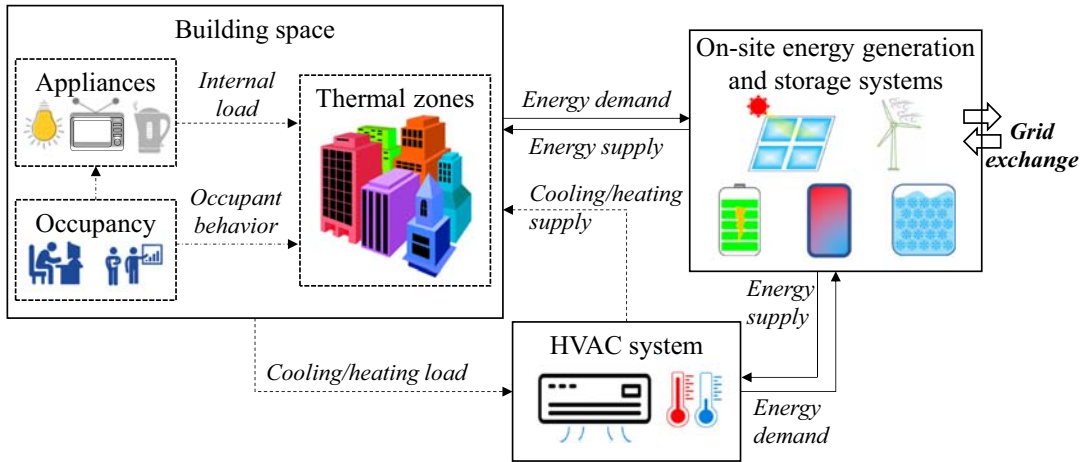 Building space
Appliances
Internal
load
Thermal zones
Occupancy
Occupant
behavior
Energy demand
Energy supply
Cooling/heating
supply
On-site energy generation
and storage systems
Grid
exchange
Energy
supply
HVAC system
Cooling/heating load
Energy
demand